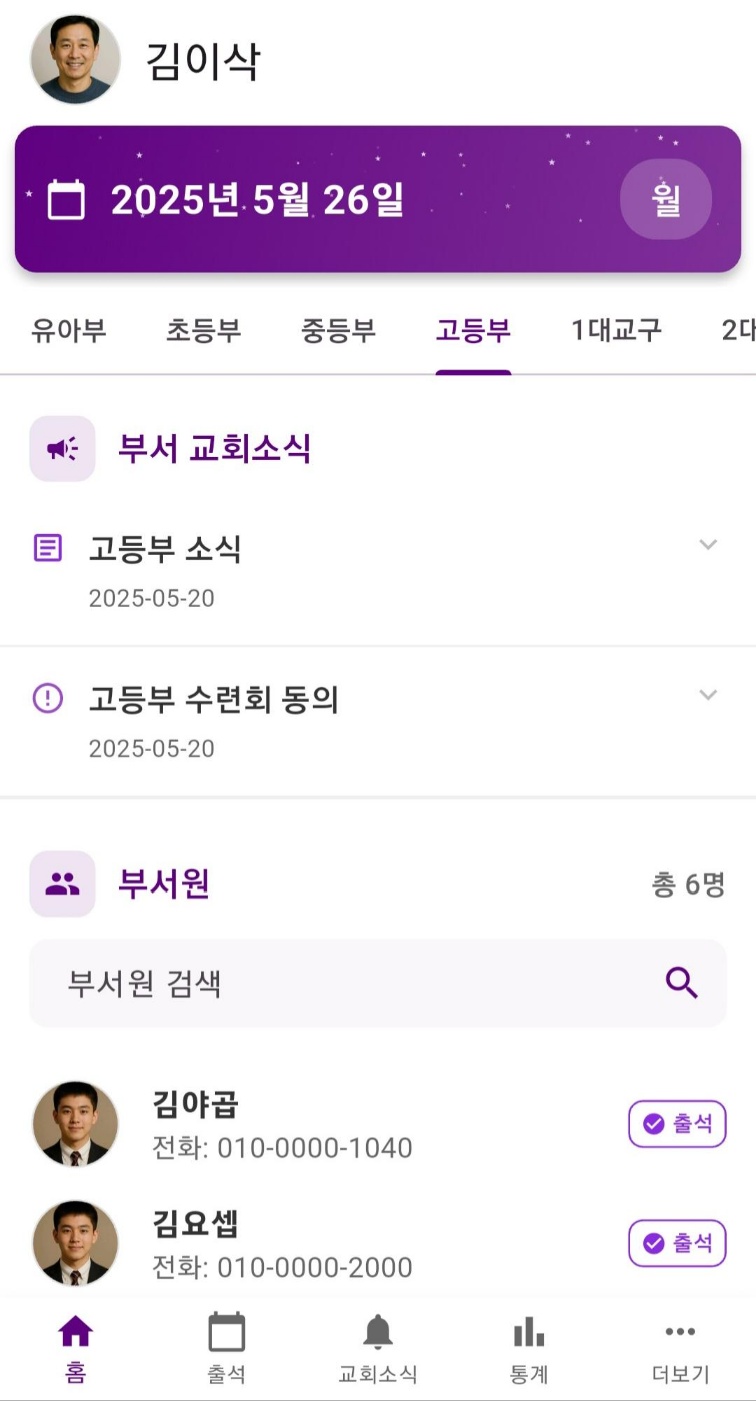 김이삭
2025년 5월 26일 월
유아부 초등부 중등부 고등부 1대교구
부서 교회소식
고등부 소식
2025-05-20
고등부 수련회 동의
2025-05-20
부서원 총 6명
부서원 검색
김야곱
전화: 010-0000-1040
출석
김요셉
전화: 010-0000-2000
출석
홈 출석 교회소식 통계 더보기